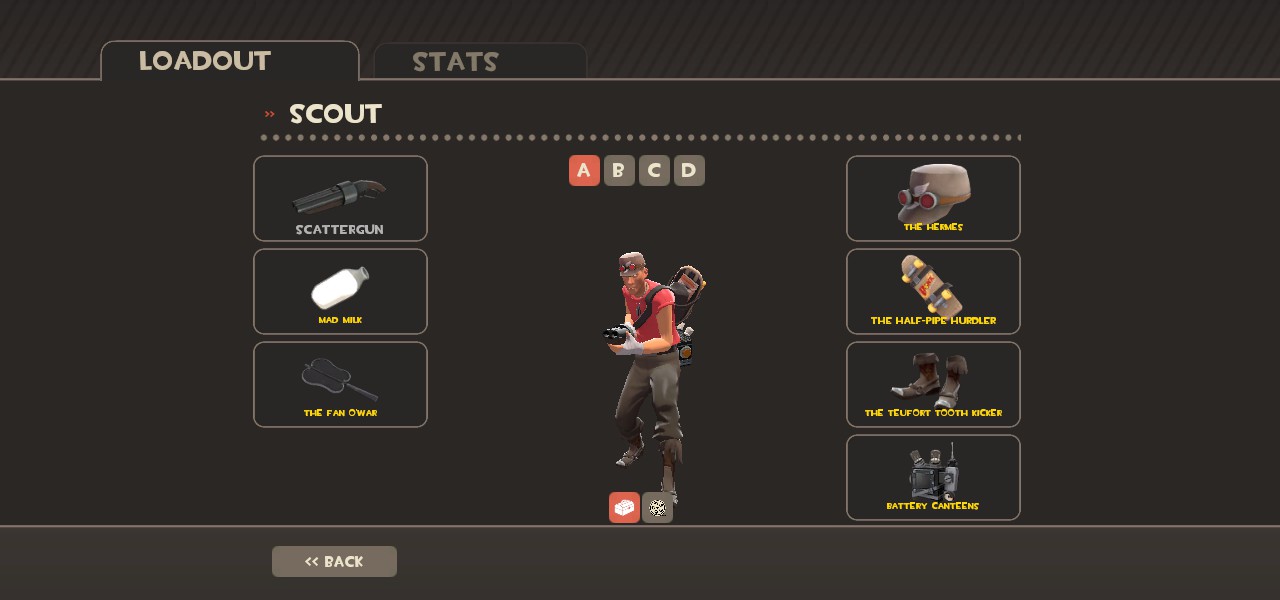 LOADOUT
STATS
» SCOUT
A B C D
SCATTERGUN
MAD MILK
THE FAN O'WAR
THE HERMES
THE HALF-PIPE HURDLER
THE TEUFORT TOOTH KICKER
BATTERY CANTEENS
<< BACK